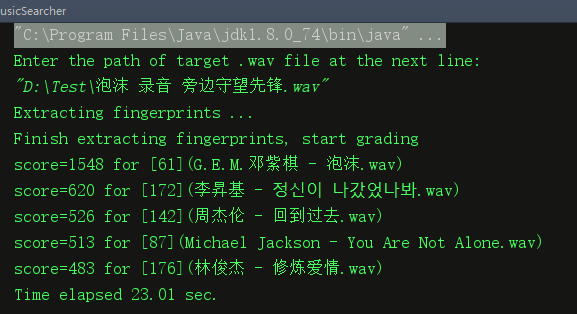 usicSearcher
"C:\Program Files\Java\jdk1.8.0_74\bin\java" ...
Enter the path of target .wav file at the next line:
"D:\Test\泡沫 录音 旁边守望先锋.wav"
Extracting fingerprints ...
Finish extracting fingerprints, start grading
score=1548 for [61](G.E.M.邓紫棋 - 泡沫.wav)
score=620 for [172](李昇基 - 정신이 나갔었나봐.wav)
score=526 for [142](周杰伦 - 回到过去.wav)
score=513 for [87](Michael Jackson - You Are Not Alone.wav)
score=483 for [176](林俊杰 - 修炼爱情.wav)
Time elapsed 23.01 sec.